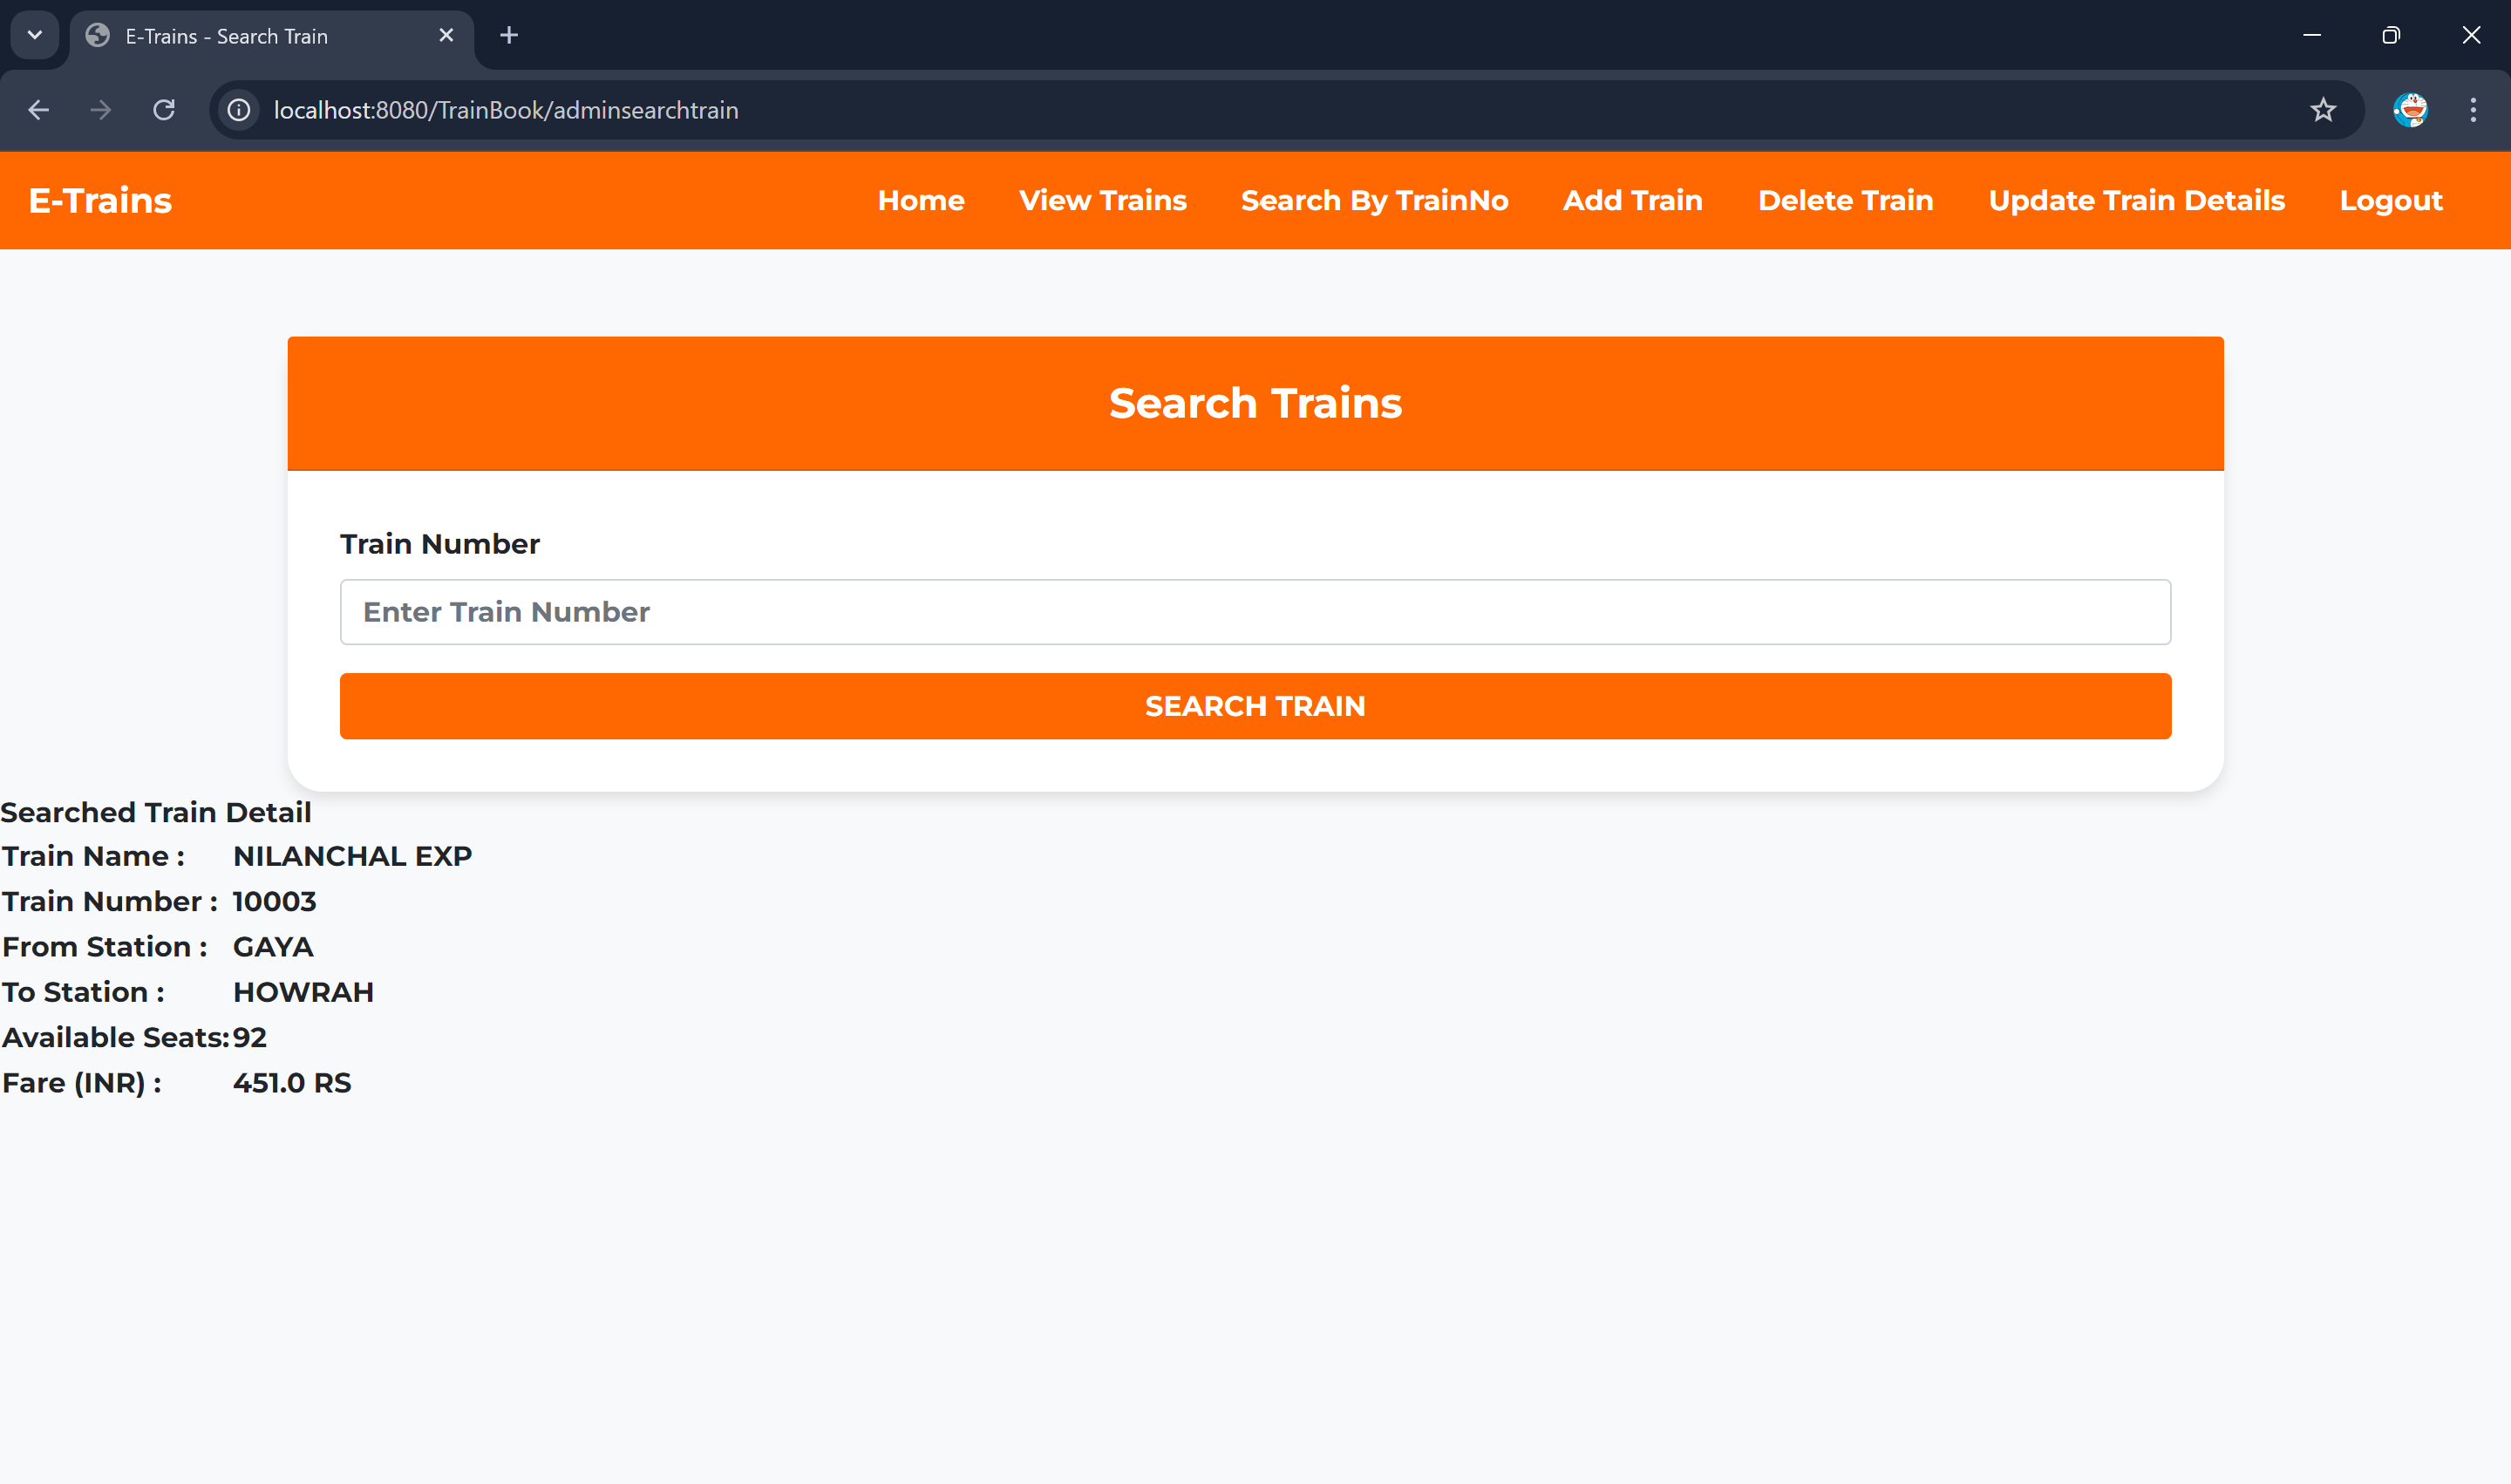 E-Trains - Search Train
localhost:8080/TrainBook/adminsearchtrain
E-Trains Home View Trains Search By TrainNo Add Train Delete Train Update Train Details Logout
Search Trains
Train Number
Enter Train Number
SEARCH TRAIN
Searched Train Detail
Train Name : NILANCHAL EXP
Train Number : 10003
From Station : GAYA
To Station : HOWRAH
Available Seats: 92
Fare (INR) : 451.0 RS